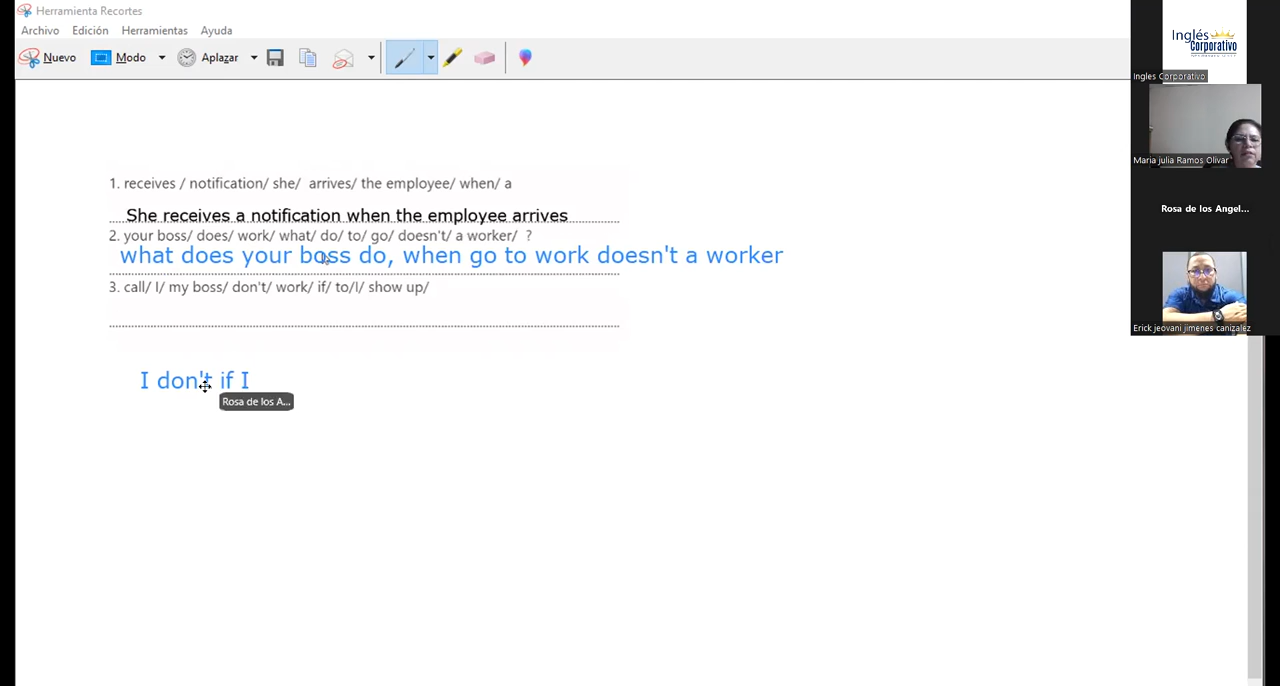 Herramienta Recortes
Archivo Edición Herramientas Ayuda
Nuevo Modo Aplazar
Inglés
Corporativo
Ingles Corporativo
Maria julia Ramos Olivar
Rosa de los Angel...
Erick jeovani jimenes canizalez
1. receives / notification/ she/ arrives/ the employee/ when/ a
She receives a notification when the employee arrives
2. your boss/ does/ work/ what/ do/ to/ go/ doesn't/ a worker/ ?
what does your boss do, when go to work doesn't a worker
3. call/ I/ my boss/ don't/ work/ if/ to/I/ show up/
I don't if I
Rosa de los A...